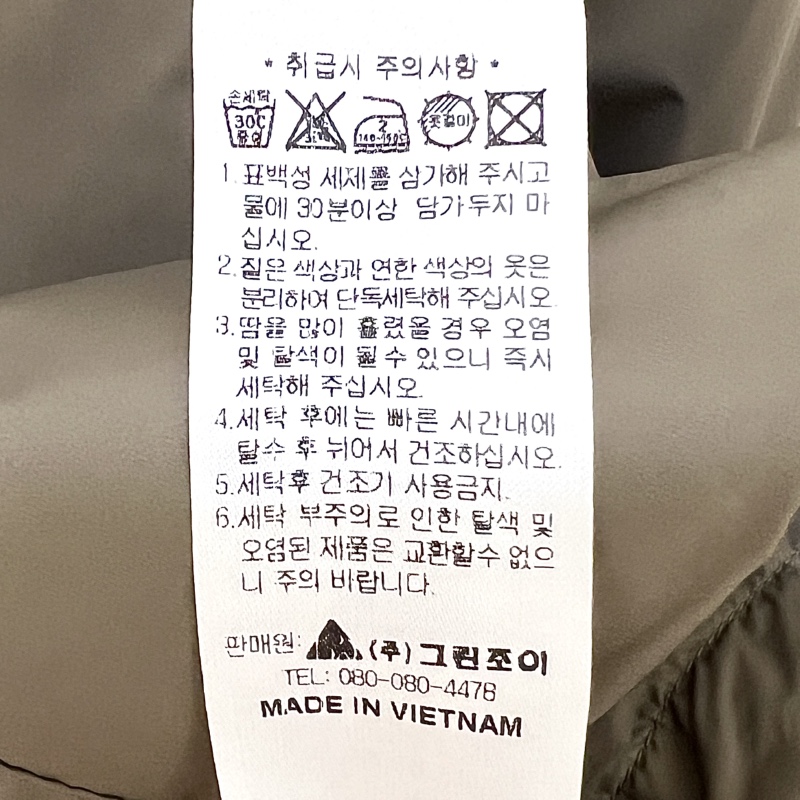 * 취급시 주의사항 *
손세탁
30C
중성
2
140-150C
옷걸이
1. 표백성 세제를 삼가해 주시고
물에 30분이상 담가두지 마
십시오.
2. 짙은 색상과 연한 색상의 옷은
분리하여 단독세탁해 주십시오
3. 땀을 많이 흘렸을 경우 오염
및 탈색이 될 수 있으니 즉시
세탁해 주십시오.
4. 세탁 후에는 빠른 시간내에
탈수 후 뉘어서 건조하십시오.
5. 세탁후 건조기 사용금지.
6. 세탁 부주의로 인한 탈색 및
오염된 제품은 교환할수 없으
니 주의 바랍니다.
판매원: (주)그린조이
TEL: 080-080-4478
MADE IN VIETNAM